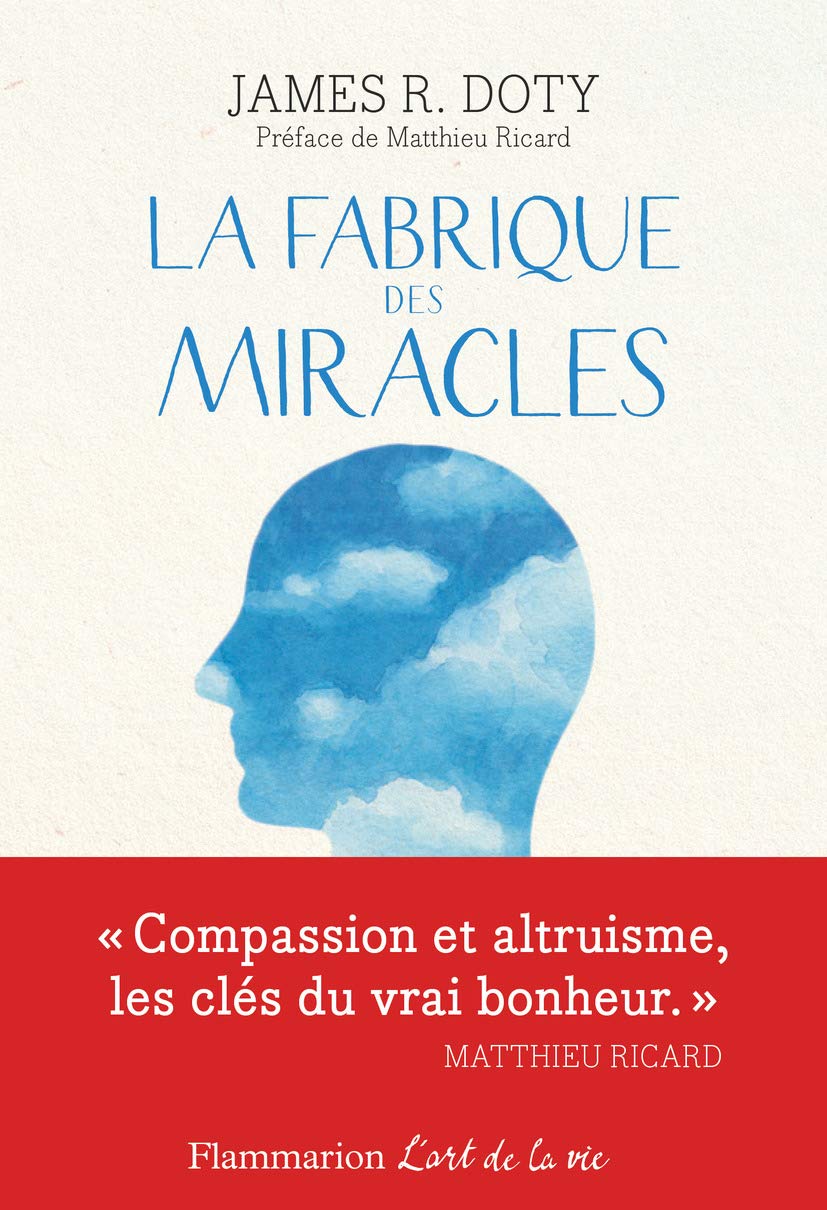 JAMES R. DOTY
Préface de Matthieu Ricard
LA FABRIQUE
DES
MIRACLES
« Compassion et altruisme,
les clés du vrai bonheur. »
MATTHIEU RICARD
Flammarion L'art de la vie